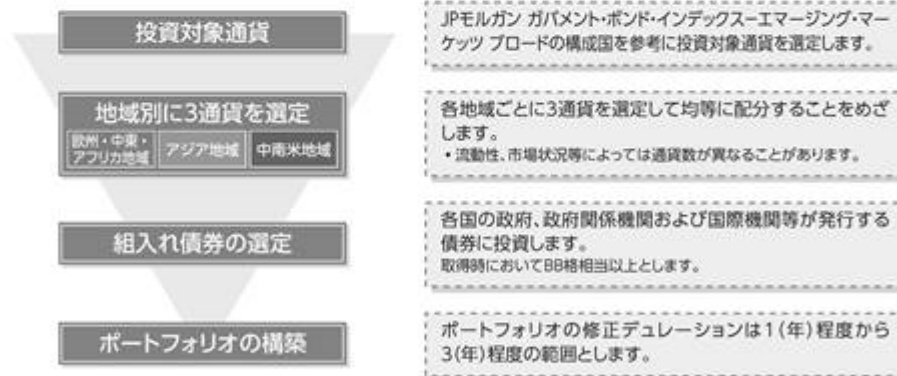 投資対象通貨
JPモルガン ガバメント・ボンド・インデックス－エマージング・マー
ケッツ ブロードの構成国を参考に投資対象通貨を選定します。
地域別に3通貨を選定
欧州・中東・
アフリカ地域
アジア地域
中南米地域
各地域ごとに3通貨を選定して均等に配分することをめざ
します。
・流動性、市場状況等によっては通貨数が異なることがあります。
組入れ債券の選定
各国の政府、政府関係機関および国際機関等が発行する
債券に投資します。
取得時においてBB格相当以上とします。
ポートフォリオの構築
ポートフォリオの修正デュレーションは1(年)程度から
3(年)程度の範囲とします。